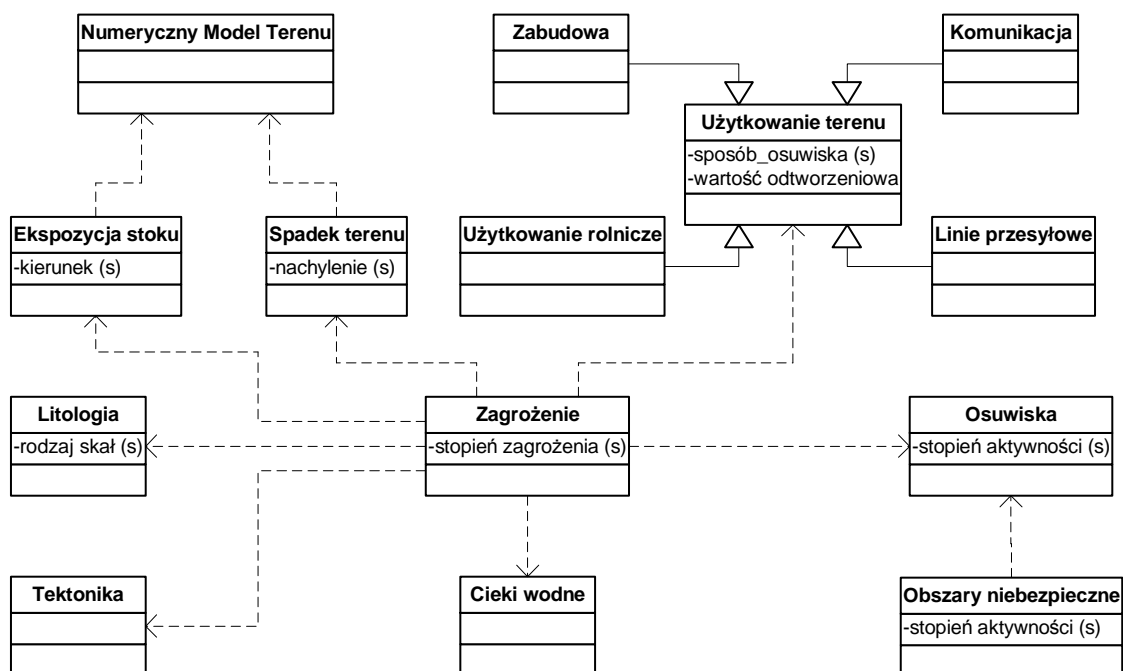 Numeryczny Model Terenu
Zabudowa
Komunikacja
Użytkowanie terenu
-sposób_osuwiska (s)
-wartość odtworzeniowa
Ekspozycja stoku
-kierunek (s)
Spadek terenu
-nachylenie (s)
Użytkowanie rolnicze
Linie przesyłowe
Litologia
-rodzaj skał (s)
Zagrożenie
-stopień zagrożenia (s)
Osuwiska
-stopień aktywności (s)
Tektonika
Cieki wodne
Obszary niebezpieczne
-stopień aktywności (s)